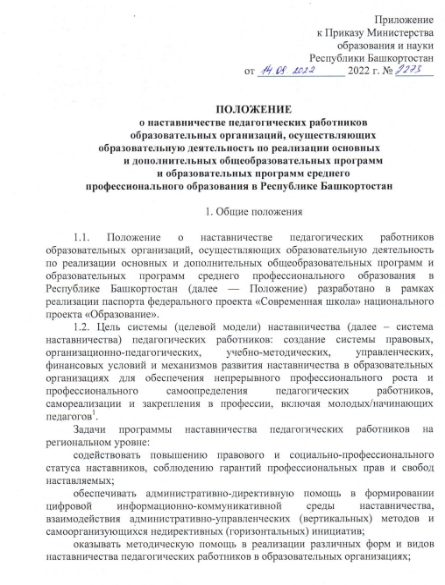 Приложение
к Приказу Министерства
образования и науки
Республики Башкортостан
от 14.09.2022 2022 г. №
ПОЛОЖЕНИЕ
о наставничестве педагогических работников
образовательных организаций, осуществляющих
образовательную деятельность по реализации основных
и дополнительных общеобразовательных программ
и образовательных программ среднего
профессионального образования в Республике Башкортостан
1. Общие положения
1.1. Положение о наставничестве педагогических работников
образовательных организаций, осуществляющих образовательную деятельность
по реализации основных и дополнительных общеобразовательных программ и
образовательных программ среднего профессионального образования в
Республике Башкортостан (далее — Положение) разработано в рамках
реализации паспорта федерального проекта «Современная школа» национального
проекта «Образование».
1.2. Цель системы (целевой модели) наставничества (далее – система
наставничества) педагогических работников: создание системы правовых,
организационно-педагогических, учебно-методических, управленческих,
финансовых условий и механизмов развития наставничества в образовательных
организациях для обеспечения непрерывного профессионального роста и
профессионального самоопределения педагогических работников,
самореализации и закрепления в профессии, включая молодых/начинающих
педагогов¹.
Задачи программы наставничества педагогических работников на
региональном уровне:
содействовать повышению правового и социально-профессионального
статуса наставников, соблюдению гарантий профессиональных прав и свобод
наставляемых;
обеспечивать административно-директивную помощь в формировании
цифровой информационно-коммуникативной среды наставничества,
взаимодействия административно-управленческих (вертикальных) методов и
самоорганизующихся недирективных (горизонтальных) инициатив;
оказывать методическую помощь в реализации различных форм и видов
наставничества педагогических работников в образовательных организациях;